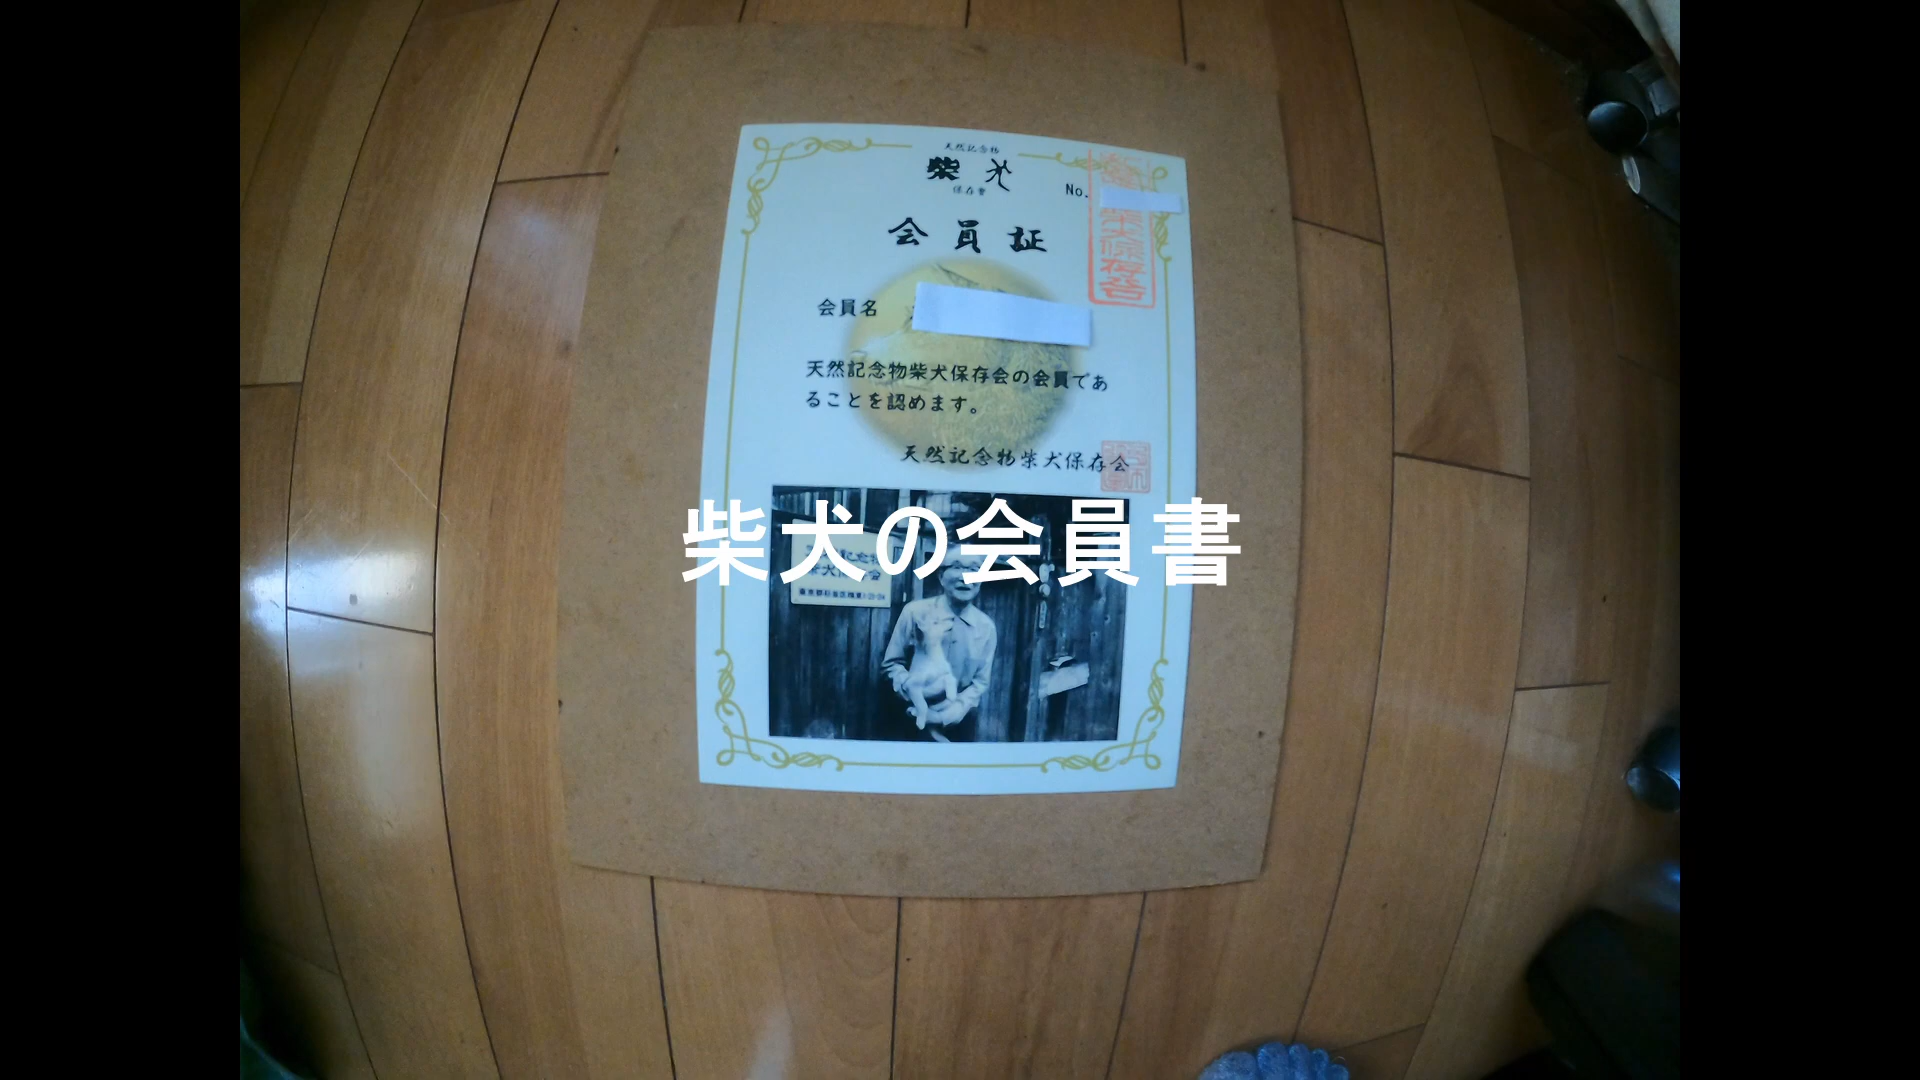 天然記念物
柴犬
保存会
No.
会員証
会員名
天然記念物柴犬保存会の会員であ
ることを認めます。
天然記念物柴犬保存会
柴犬の会員書